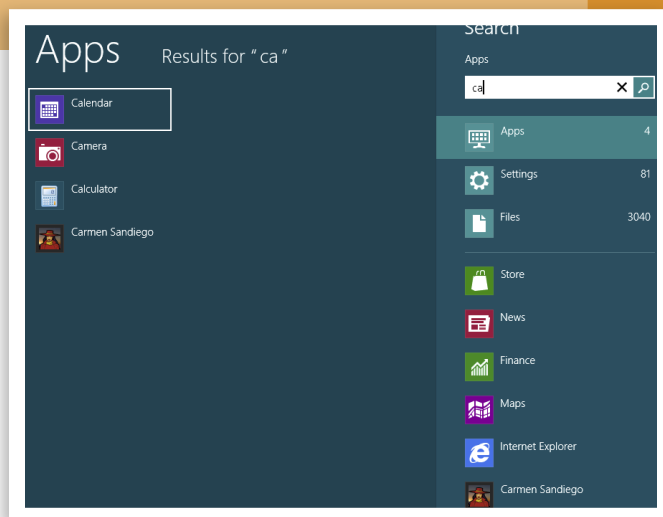 Apps Results for "ca"
Calendar
Camera
Calculator
Carmen Sandiego
Search
Apps
ca
Apps 4
Settings 81
Files 3040
Store
News
Finance
Maps
Internet Explorer
Carmen Sandiego